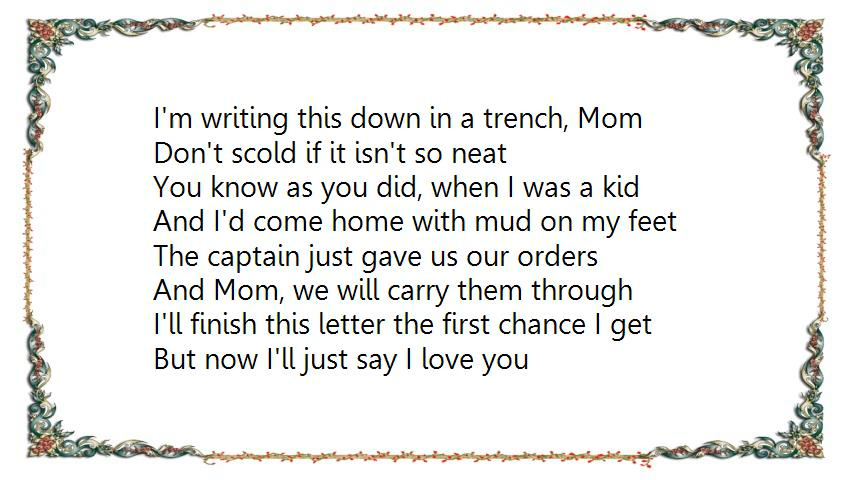 I'm writing this down in a trench, Mom
Don't scold if it isn't so neat
You know as you did, when I was a kid
And I'd come home with mud on my feet
The captain just gave us our orders
And Mom, we will carry them through
I'll finish this letter the first chance I get
But now I'll just say I love you